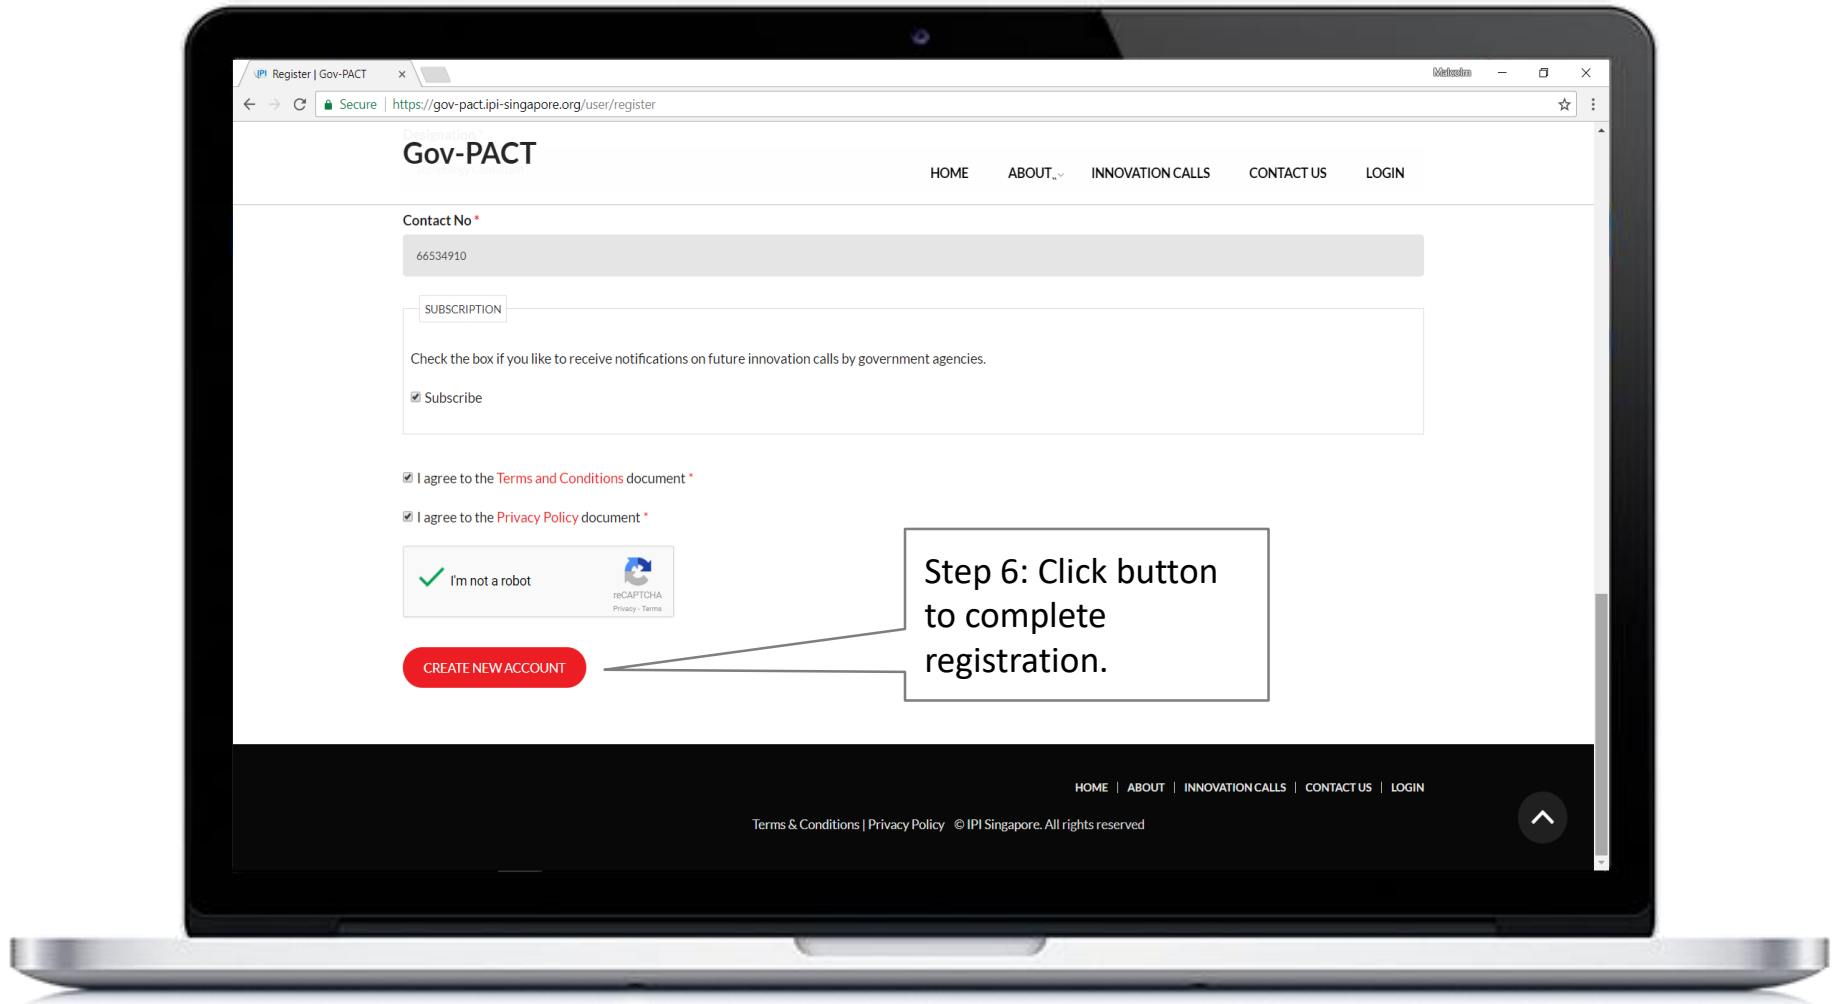 Register | Gov-PACT
Malcolm
Secure
https://gov-pact.ipi-singapore.org/user/register
Designation *
Gov-PACT
HOME
ABOUT
INNOVATION CALLS
CONTACT US
LOGIN
Contact No *
66534910
SUBSCRIPTION
Check the box if you like to receive notifications on future innovation calls by government agencies.
Subscribe
I agree to the Terms and Conditions document *
I agree to the Privacy Policy document *
I'm not a robot
reCAPTCHA
Privacy - Terms
Step 6: Click button
to complete
registration.
CREATE NEW ACCOUNT
HOME | ABOUT | INNOVATION CALLS | CONTACT US | LOGIN
Terms & Conditions | Privacy Policy © IPI Singapore. All rights reserved